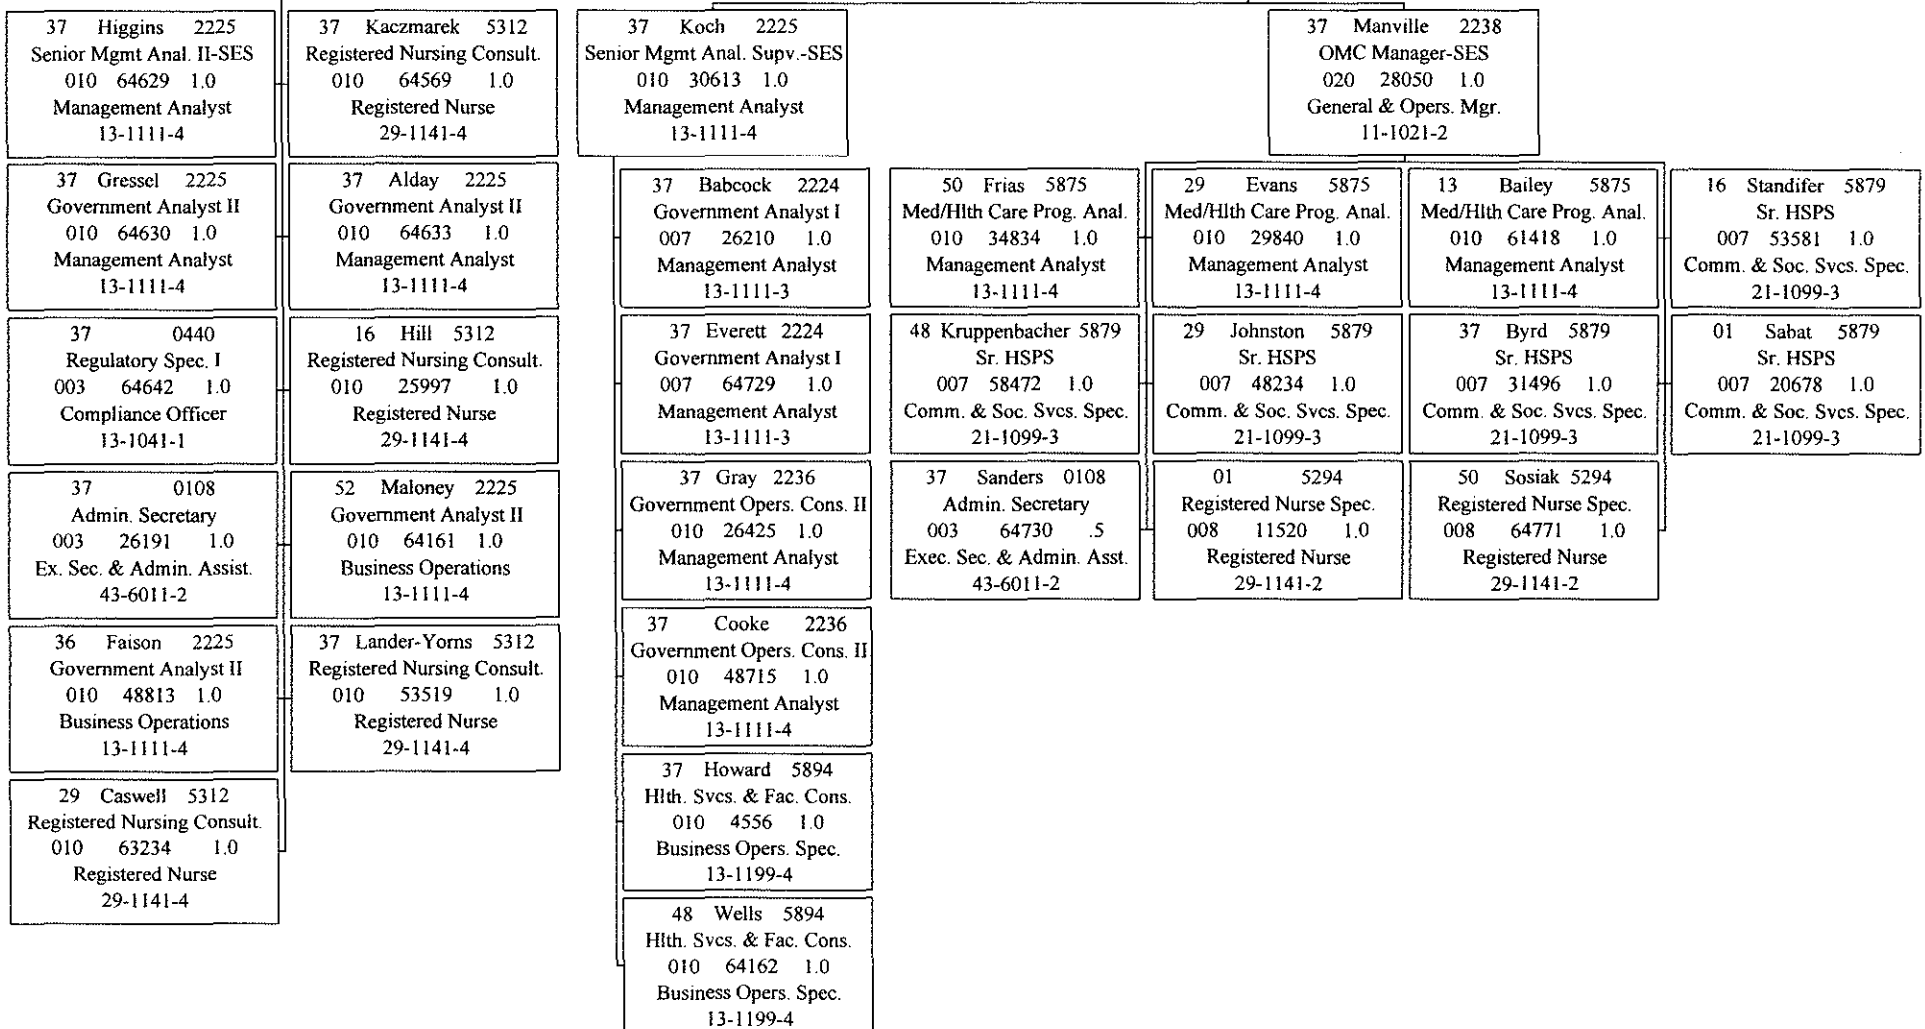 37 Higgins 2225
Senior Mgmt Anal. II-SES
010 64629 1.0
Management Analyst
13-1111-4
37 Kaczmarek 5312
Registered Nursing Consult.
010 64569 1.0
Registered Nurse
29-1141-4
37 Koch 2225
Senior Mgmt Anal. Supv.-SES
010 30613 1.0
Management Analyst
13-1111-4
37 Manville 2238
OMC Manager-SES
020 28050 1.0
General & Opers. Mgr.
11-1021-2
37 Gressel 2225
Government Analyst II
010 64630 1.0
Management Analyst
13-1111-4
37 Alday 2225
Government Analyst II
010 64633 1.0
Management Analyst
13-1111-4
37 Babcock 2224
Government Analyst I
007 26210 1.0
Management Analyst
13-1111-3
50 Frias 5875
Med/Hlth Care Prog. Anal.
010 34834 1.0
Management Analyst
13-1111-4
29 Evans 5875
Med/Hlth Care Prog. Anal.
010 29840 1.0
Management Analyst
13-1111-4
13 Bailey 5875
Med/Hlth Care Prog. Anal.
010 61418 1.0
Management Analyst
13-1111-4
16 Standifer 5879
Sr. HSPS
007 53581 1.0
Comm. & Soc. Svcs. Spec.
21-1099-3
37 0440
Regulatory Spec. I
003 64642 1.0
Compliance Officer
13-1041-1
16 Hill 5312
Registered Nursing Consult.
010 25997 1.0
Registered Nurse
29-1141-4
37 Everett 2224
Government Analyst I
007 64729 1.0
Management Analyst
13-1111-3
48 Kruppenbacher 5879
Sr. HSPS
007 58472 1.0
Comm. & Soc. Svcs. Spec.
21-1099-3
29 Johnston 5879
Sr. HSPS
007 48234 1.0
Comm. & Soc. Svcs. Spec.
21-1099-3
37 Byrd 5879
Sr. HSPS
007 31496 1.0
Comm. & Soc. Svcs. Spec.
21-1099-3
01 Sabat 5879
Sr. HSPS
007 20678 1.0
Comm. & Soc. Svcs. Spec.
21-1099-3
37 0108
Admin. Secretary
003 26191 1.0
Ex. Sec. & Admin. Assist.
43-6011-2
52 Maloney 2225
Government Analyst II
010 64161 1.0
Business Operations
13-1111-4
37 Gray 2236
Government Opers. Cons. II
010 26425 1.0
Management Analyst
13-1111-4
37 Sanders 0108
Admin. Secretary
003 64730 .5
Exec. Sec. & Admin. Asst.
43-6011-2
01 5294
Registered Nurse Spec.
008 11520 1.0
Registered Nurse
29-1141-2
50 Sosiak 5294
Registered Nurse Spec.
008 64771 1.0
Registered Nurse
29-1141-2
36 Faison 2225
Government Analyst II
010 48813 1.0
Business Operations
13-1111-4
37 Lander-Yorns 5312
Registered Nursing Consult.
010 53519 1.0
Registered Nurse
29-1141-4
37 Cooke 2236
Government Opers. Cons. II
010 48715 1.0
Management Analyst
13-1111-4
29 Caswell 5312
Registered Nursing Consult.
010 63234 1.0
Registered Nurse
29-1141-4
37 Howard 5894
Hlth. Svcs. & Fac. Cons.
010 4556 1.0
Business Opers. Spec.
13-1199-4
48 Wells 5894
Hlth. Svcs. & Fac. Cons.
010 64162 1.0
Business Opers. Spec.
13-1199-4